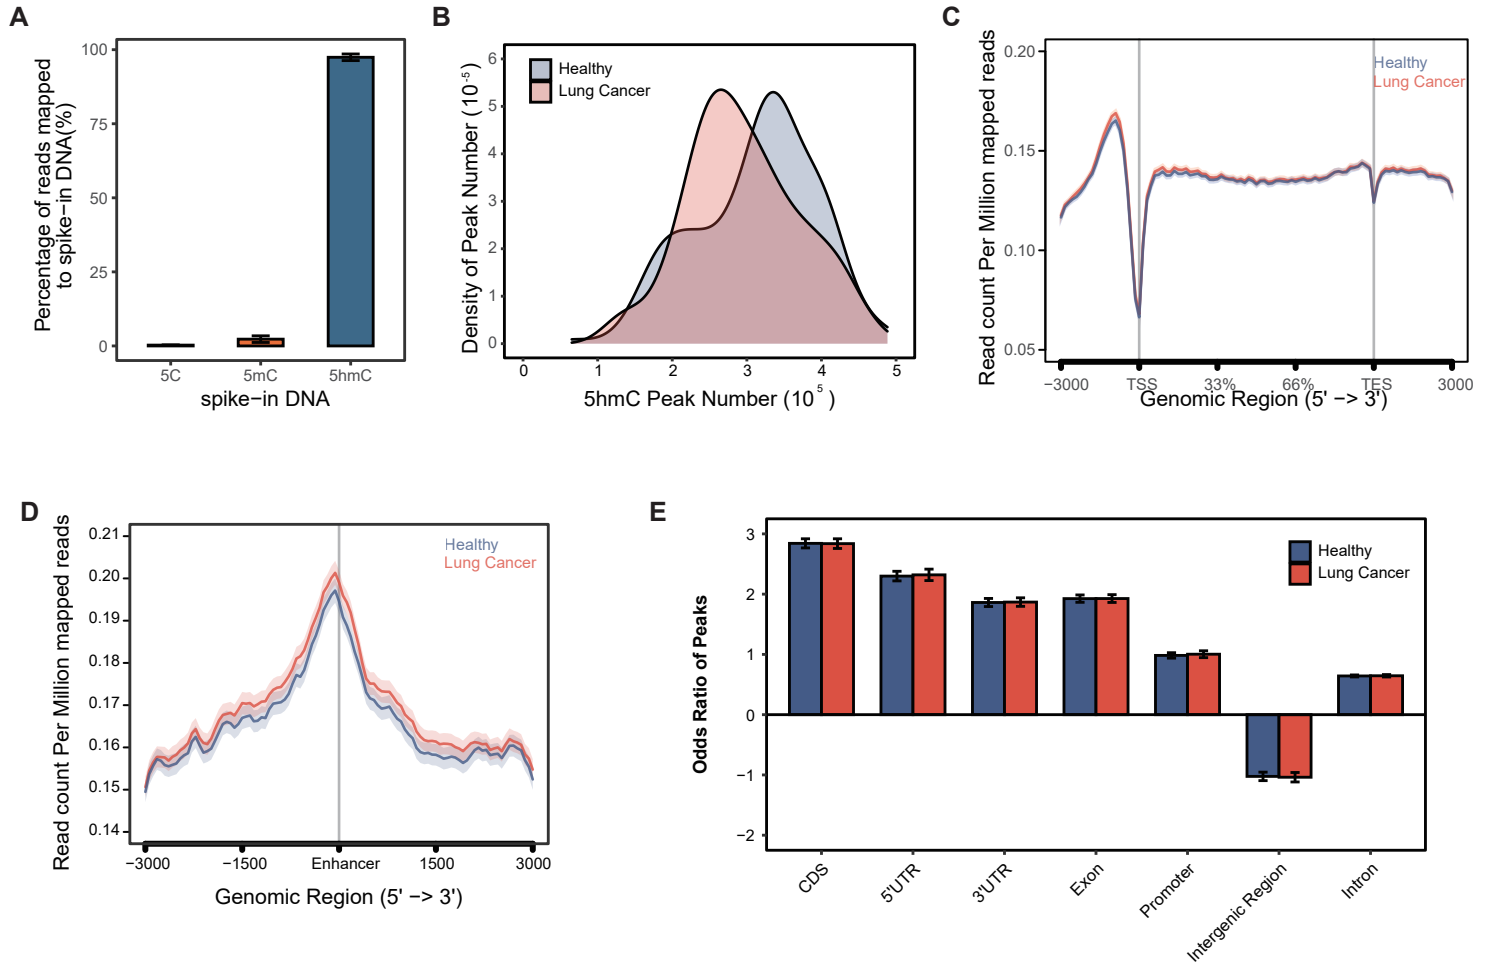 A
Percentage of reads mapped
to spike−in DNA(%)
100
75
50
25
0
5C
5mC
5hmC
spike−in DNA
B
Density of Peak Number (10⁻⁵)
6
5
4
3
2
1
0
Healthy
Lung Cancer
0
1
2
3
4
5
5hmC Peak Number (10⁵)
C
Read count Per Million mapped reads
0.20
0.15
0.10
0.05
Healthy
Lung Cancer
−3000
TSS
33%
66%
TES
3000
Genomic Region (5' −> 3')
D
Read count Per Million mapped reads
0.21
0.20
0.19
0.18
0.17
0.16
0.15
0.14
Healthy
Lung Cancer
−3000
−1500
Enhancer
1500
3000
Genomic Region (5' −> 3')
E
Odds Ratio of Peaks
3
2
1
0
−1
−2
Healthy
Lung Cancer
CDS
5'UTR
3'UTR
Exon
Promoter
Intergenic Region
Intron